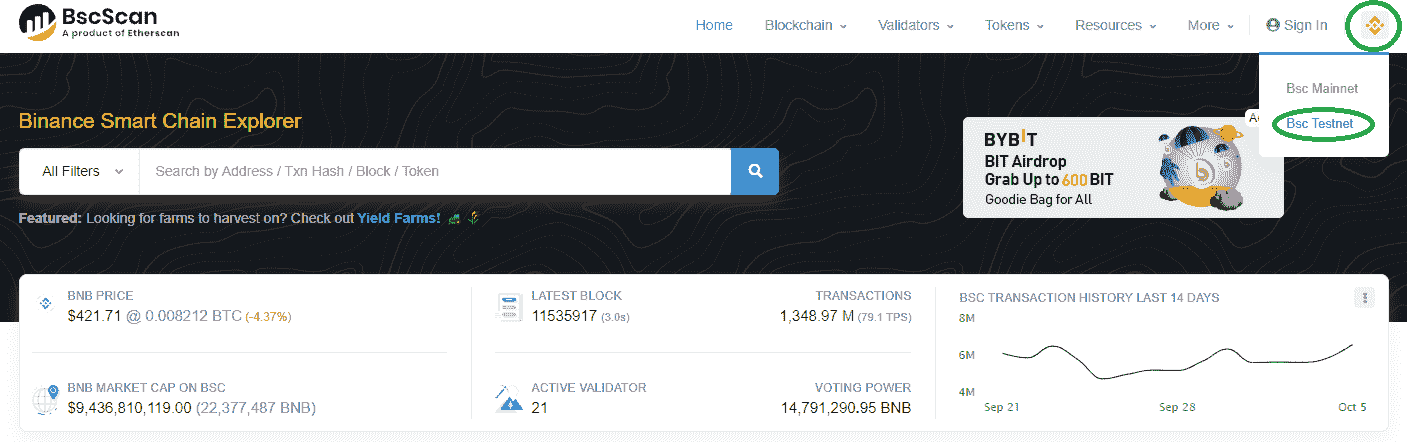 BscScan
A product of Etherscan
Home Blockchain Validators Tokens Resources More Sign In
Bsc Mainnet
Bsc Testnet
Binance Smart Chain Explorer
All Filters Search by Address / Txn Hash / Block / Token
Featured: Looking for farms to harvest on? Check out Yield Farms!
BYBIT
BIT Airdrop
Grab Up to 600 BIT
Goodie Bag for All
BNB PRICE
$421.71 @ 0.008212 BTC (-4.37%)
LATEST BLOCK
11535917 (3.0s)
TRANSACTIONS
1,348.97 M (79.1 TPS)
BNB MARKET CAP ON BSC
$9,436,810,119.00 (22,377,487 BNB)
ACTIVE VALIDATOR
21
VOTING POWER
14,791,290.95 BNB
BSC TRANSACTION HISTORY LAST 14 DAYS
8M
6M
4M
Sep 21 Sep 28 Oct 5